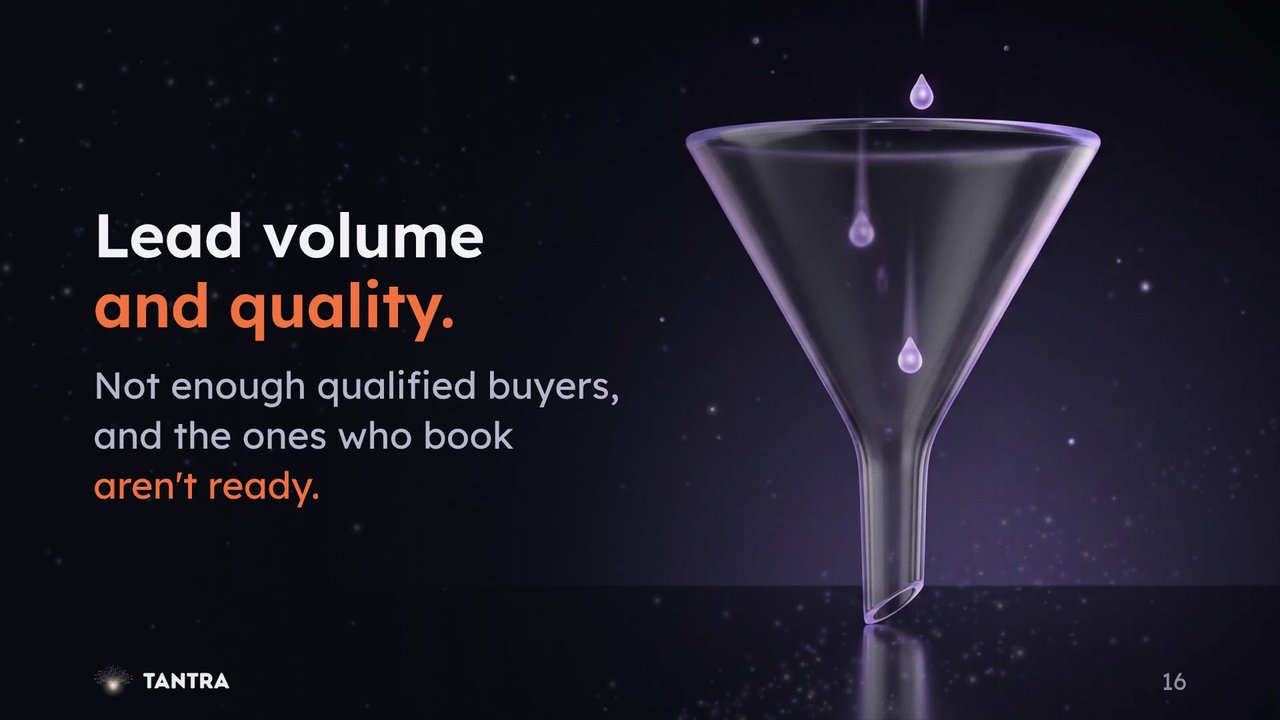 Lead volume
and quality.
Not enough qualified buyers,
and the ones who book
aren't ready.
TANTRA
16